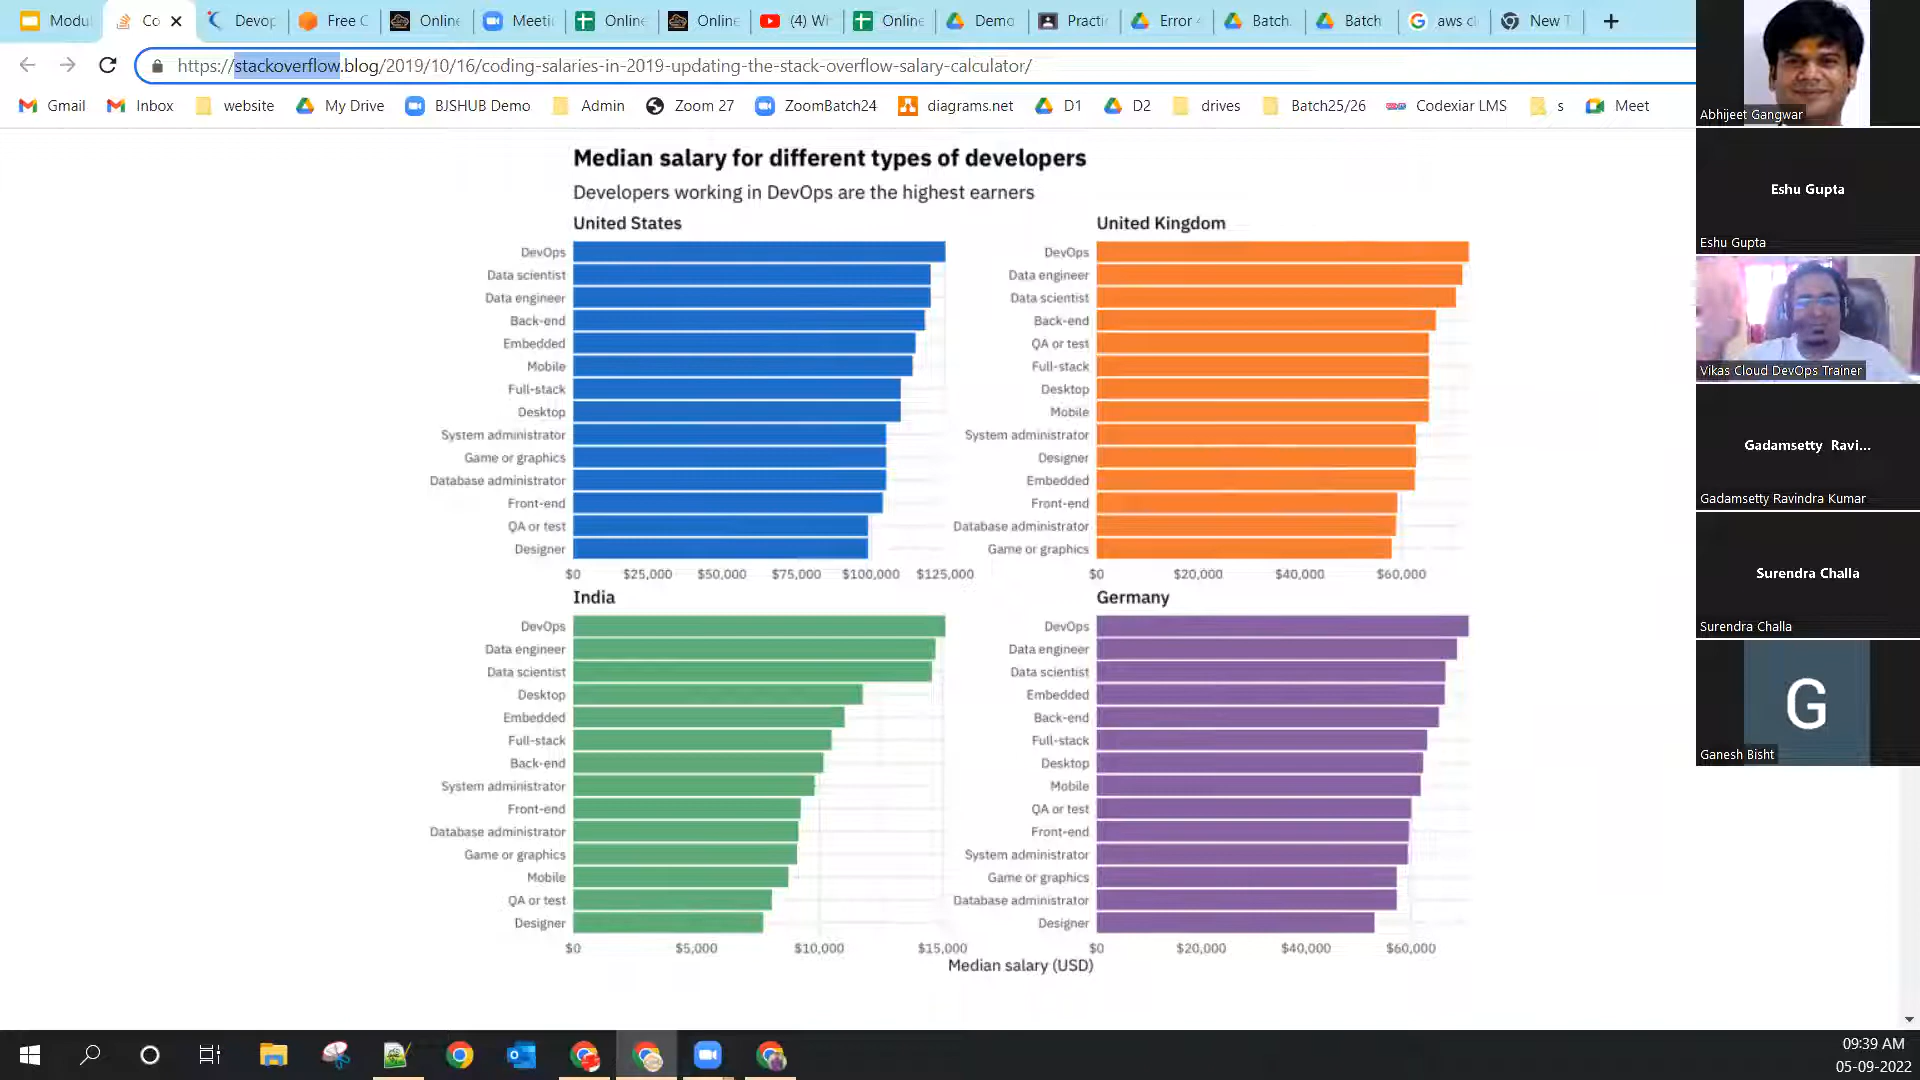 Modul
Co
Devop
Free C
Online
Meetin
Online
Online
(4) Wh
Online
Demo
Practi
Error
Batch
Batch
aws cl
New T
https://stackoverflow.blog/2019/10/16/coding-salaries-in-2019-updating-the-stack-overflow-salary-calculator/
Gmail
Inbox
website
My Drive
BJSHUB Demo
Admin
Zoom 27
ZoomBatch24
diagrams.net
D1
D2
drives
Batch25/26
Codexiar LMS
s
Meet
Median salary for different types of developers
Developers working in DevOps are the highest earners
United States
DevOps
Data scientist
Data engineer
Back-end
Embedded
Mobile
Full-stack
Desktop
System administrator
Game or graphics
Database administrator
Front-end
QA or test
Designer
$0 $25,000 $50,000 $75,000 $100,000 $125,000
United Kingdom
DevOps
Data engineer
Data scientist
Back-end
QA or test
Full-stack
Desktop
Mobile
System administrator
Designer
Embedded
Front-end
Database administrator
Game or graphics
$0 $20,000 $40,000 $60,000
India
DevOps
Data engineer
Data scientist
Desktop
Embedded
Full-stack
Back-end
System administrator
Front-end
Database administrator
Game or graphics
Mobile
QA or test
Designer
$0 $5,000 $10,000 $15,000
Germany
DevOps
Data engineer
Data scientist
Embedded
Back-end
Full-stack
Desktop
Mobile
QA or test
Front-end
System administrator
Game or graphics
Database administrator
Designer
$0 $20,000 $40,000 $60,000
Median salary (USD)
Abhijeet Gangwar
Eshu Gupta
Eshu Gupta
Vikas Cloud DevOps Trainer
Gadamsetty Ravi...
Gadamsetty Ravindra Kumar
Surendra Challa
Surendra Challa
G
Ganesh Bisht
09:39 AM
05-09-2022